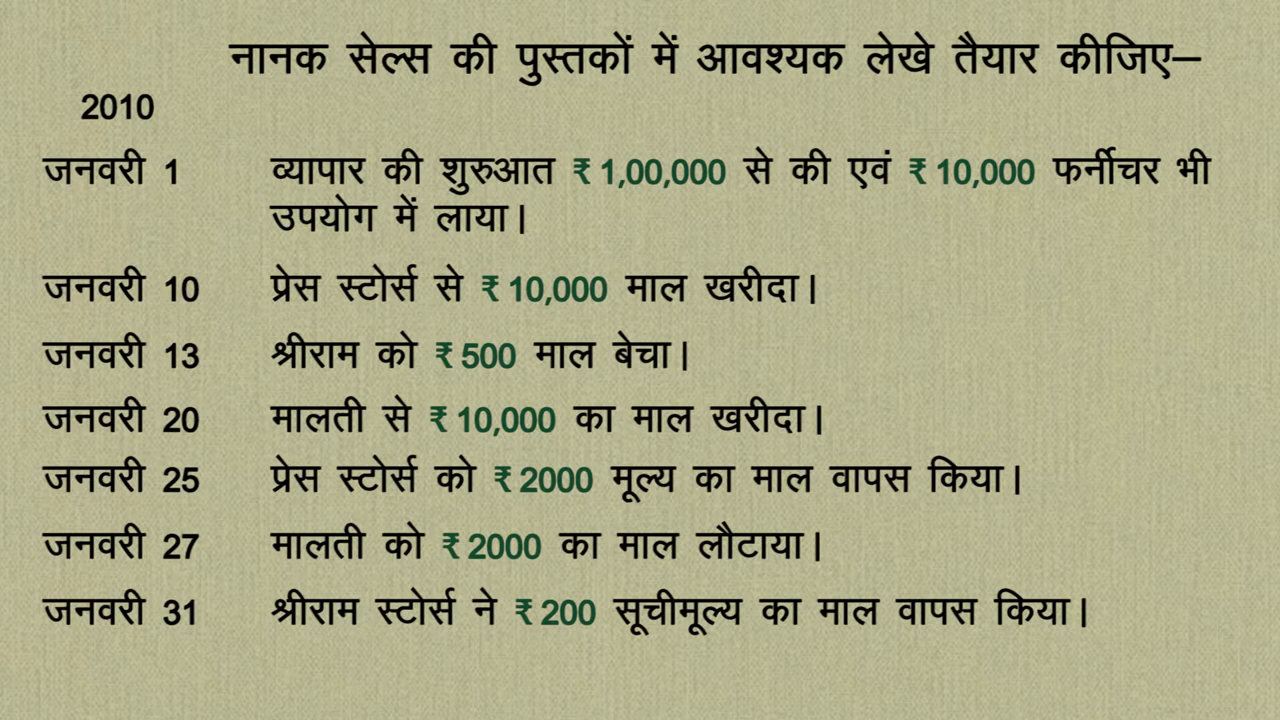 नानक सेल्स की पुस्तकों में आवश्यक लेखे तैयार कीजिए–
2010
जनवरी 1 व्यापार की शुरुआत ₹ 1,00,000 से की एवं ₹ 10,000 फर्नीचर भी
उपयोग में लाया।
जनवरी 10 प्रेस स्टोर्स से ₹ 10,000 माल खरीदा।
जनवरी 13 श्रीराम को ₹ 500 माल बेचा।
जनवरी 20 मालती से ₹ 10,000 का माल खरीदा।
जनवरी 25 प्रेस स्टोर्स को ₹ 2000 मूल्य का माल वापस किया।
जनवरी 27 मालती को ₹ 2000 का माल लौटाया।
जनवरी 31 श्रीराम स्टोर्स ने ₹ 200 सूचीमूल्य का माल वापस किया।